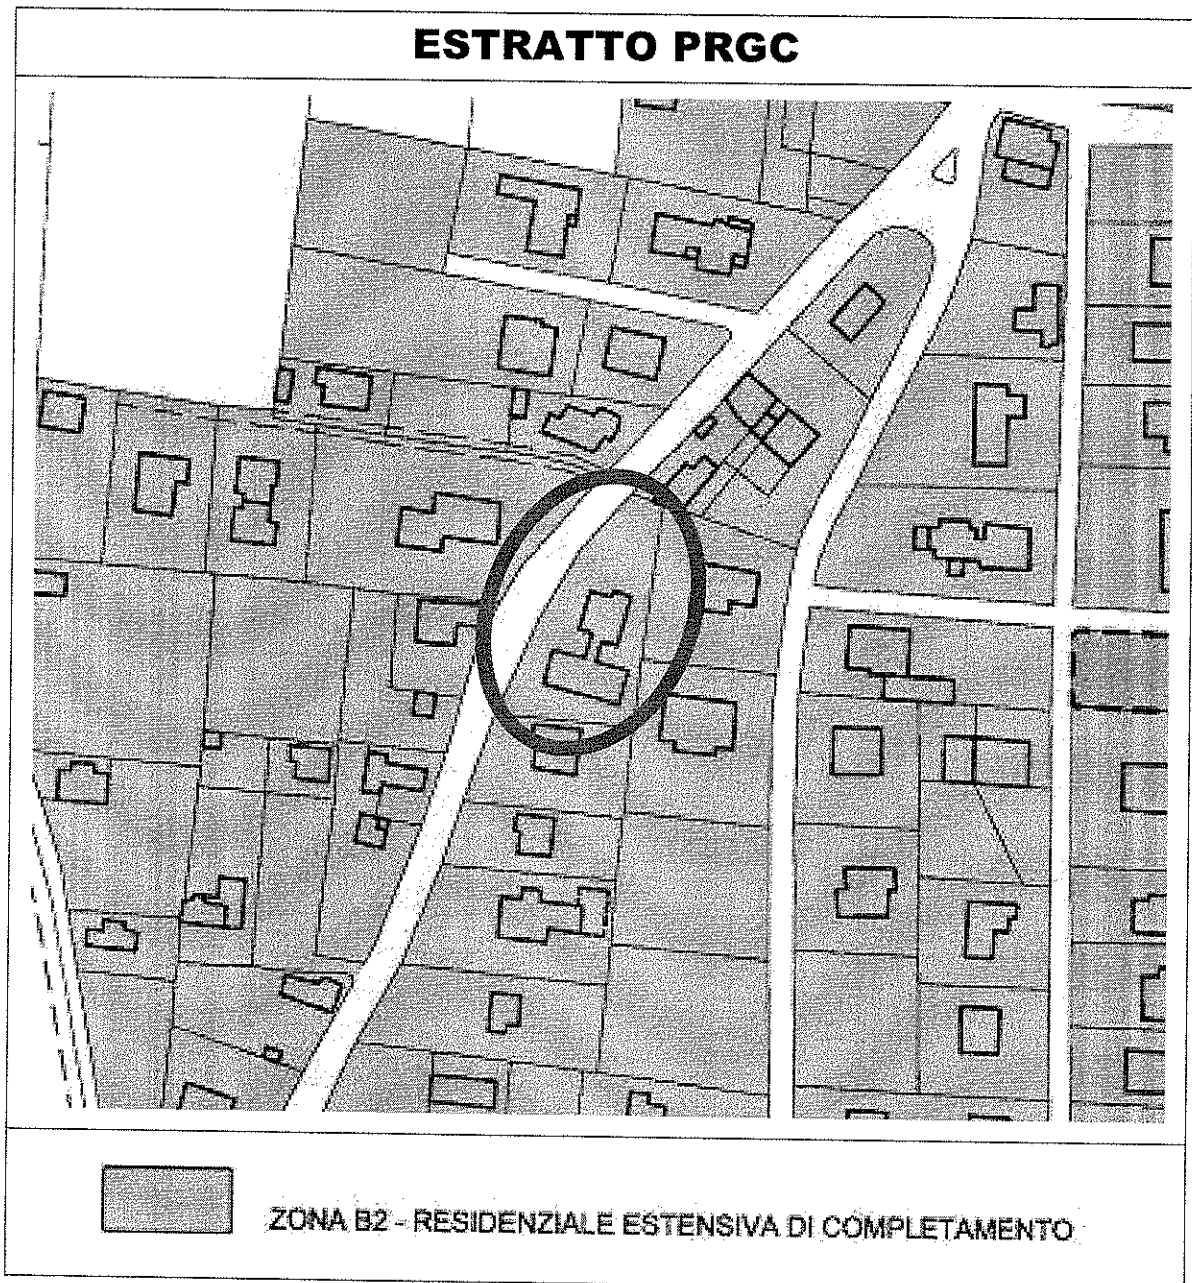 ESTRATTO PRGC
ZONA B2 - RESIDENZIALE ESTENSIVA DI COMPLETAMENTO